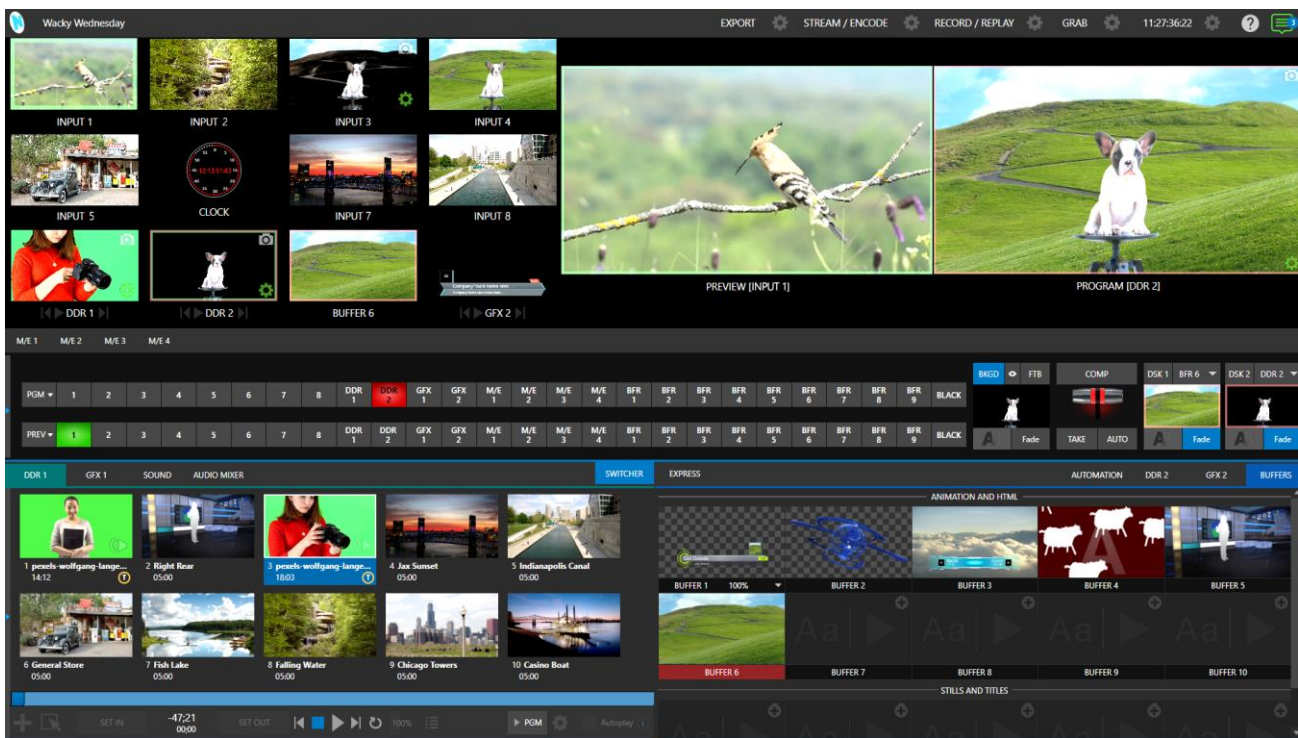 Wacky Wednesday
EXPORT STREAM / ENCODE RECORD / REPLAY GRAB 11:27:36:22 ? 3
INPUT 1 INPUT 2 INPUT 3 INPUT 4
INPUT 5 CLOCK INPUT 7 INPUT 8
DDR 1 DDR 2 BUFFER 6 GFX 2
PREVIEW [INPUT 1] PROGRAM [DDR 2]
M/E 1 M/E 2 M/E 3 M/E 4
BKGD FTB COMP DSK 1 BFR 6 DSK 2 DDR 2
PGM 1 2 3 4 5 6 7 8 DDR 1 DDR 2 GFX 1 GFX 2 M/E 1 M/E 2 M/E 3 M/E 4 BFR 1 BFR 2 BFR 3 BFR 4 BFR 5 BFR 6 BFR 7 BFR 8 BFR 9 BLACK
PREV 1 2 3 4 5 6 7 8 DDR 1 DDR 2 GFX 1 GFX 2 M/E 1 M/E 2 M/E 3 M/E 4 BFR 1 BFR 2 BFR 3 BFR 4 BFR 5 BFR 6 BFR 7 BFR 8 BFR 9 BLACK
A Fade TAKE AUTO A Fade A Fade
DDR 1 GFX 1 SOUND AUDIO MIXER SWITCHER
1 pexels-wolfgang-lange... 2 Right Rear 3 pexels-wolfgang-lange... 4 Jax Sunset 5 Indianapolis Canal
14:12 T 05:00 18:03 T 05:00 05:00
6 General Store 7 Fish Lake 8 Falling Water 9 Chicago Towers 10 Casino Boat
05:00 05:00 05:00 05:00 05:00
SET IN -47;21 SET OUT 100% PGM Autoplay
00;00
EXPRESS AUTOMATION DDR 2 GFX 2 BUFFERS
ANIMATION AND HTML
A
BUFFER 1 100% BUFFER 2 BUFFER 3 BUFFER 4 BUFFER 5
Aa Aa Aa Aa
BUFFER 6 BUFFER 7 BUFFER 8 BUFFER 9 BUFFER 10
STILLS AND TITLES